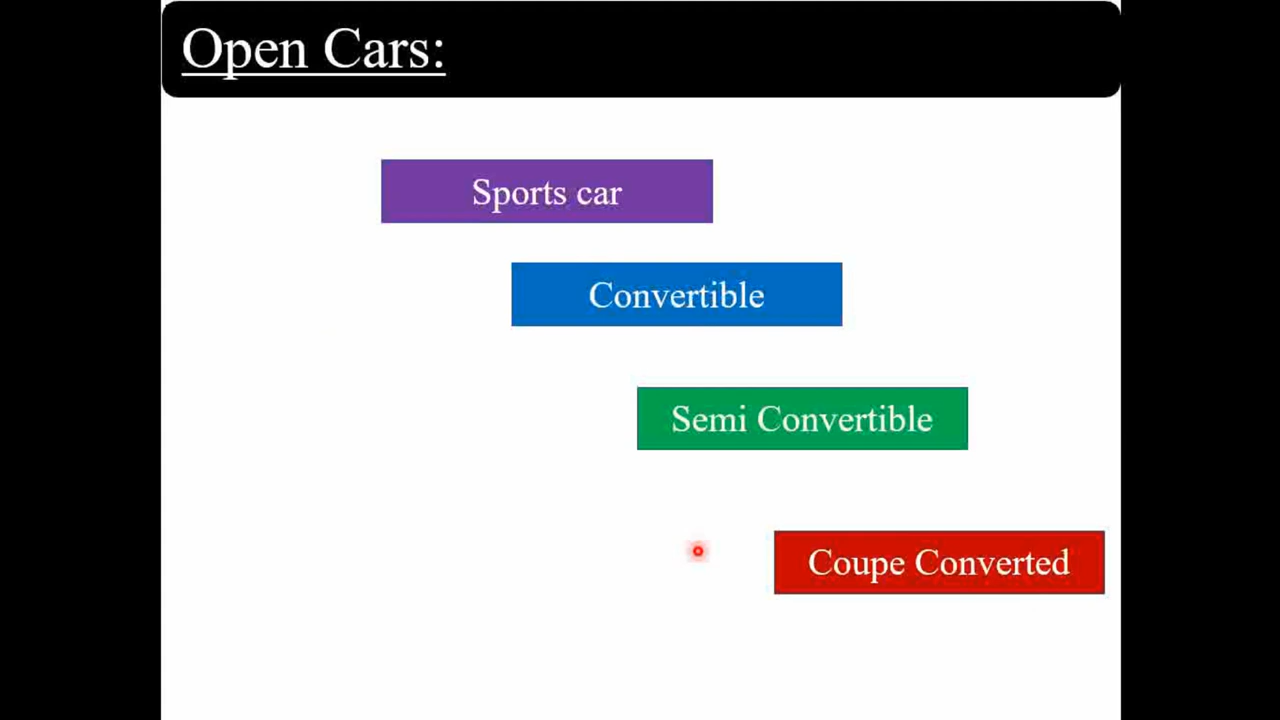 Open Cars:
Sports car
Convertible
Semi Convertible
Coupe Converted